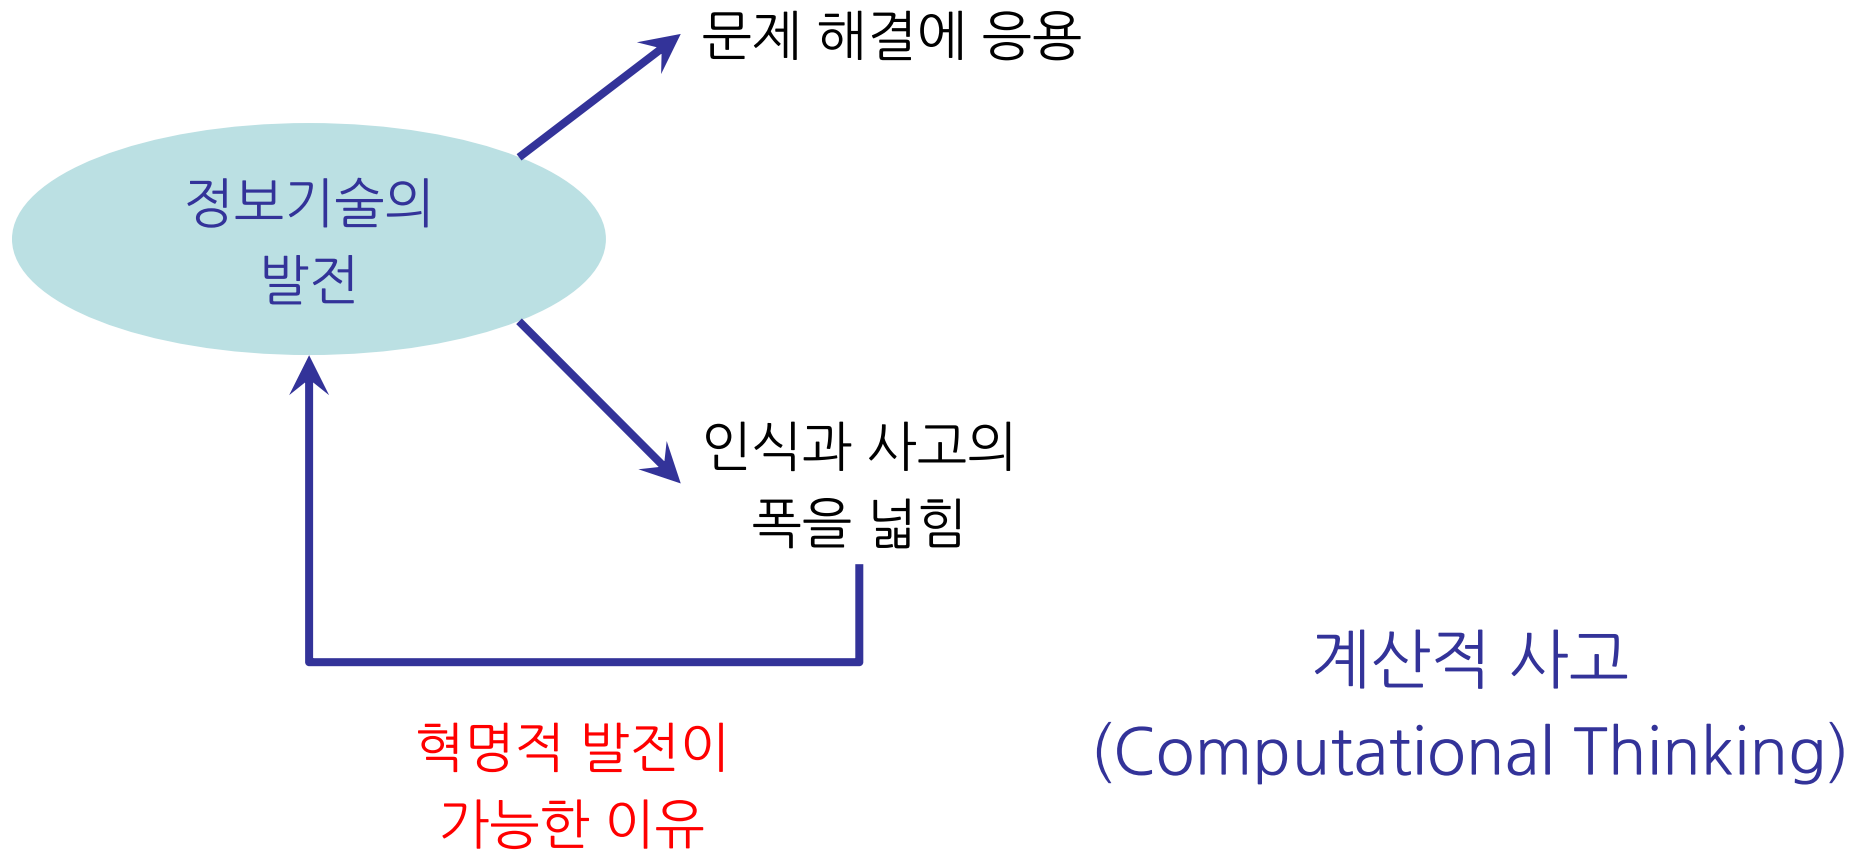 문제 해결에 응용
정보기술의
발전
인식과 사고의
폭을 넓힘
계산적 사고
(Computational Thinking)
혁명적 발전이
가능한 이유